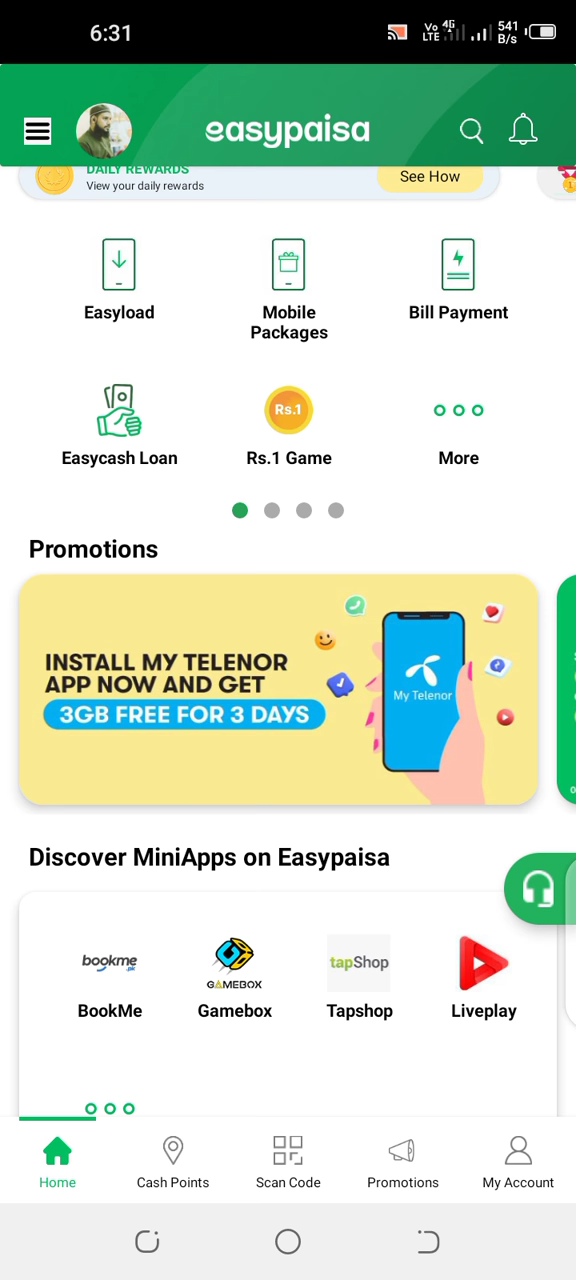 6:31
Vo
LTE
4G
541
B/s
easypaisa
DAILY REWARDS
View your daily rewards
See How
1
Easyload
Mobile
Packages
Bill Payment
Rs.1
Easycash Loan
Rs.1 Game
More
Promotions
INSTALL MY TELENOR
APP NOW AND GET
3GB FREE FOR 3 DAYS
My Telenor
Discover MiniApps on Easypaisa
bookme
.pk
GAMEBOX
tapShop
BookMe
Gamebox
Tapshop
Liveplay
Home
Cash Points
Scan Code
Promotions
My Account